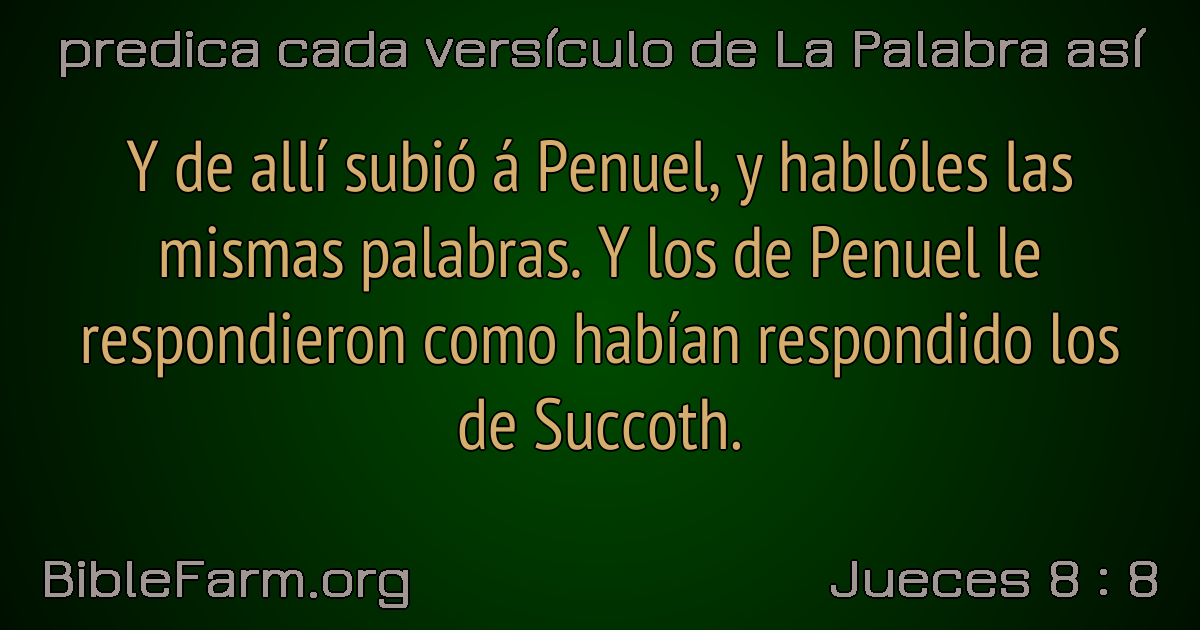 predica cada versículo de La Palabra así
Y de allí subió á Penuel, y hablóles las
mismas palabras. Y los de Penuel le
respondieron como habían respondido los
de Succoth.
BibleFarm.org
Jueces 8 : 8